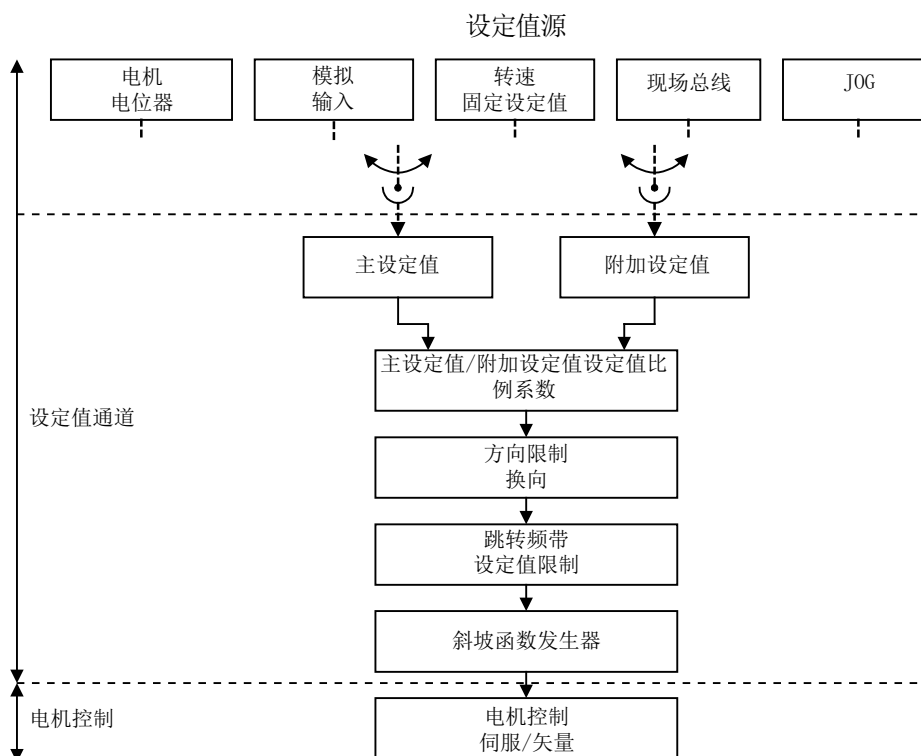 设定值源
电机
电位器
模拟
输入
转速
固定设定值
现场总线
JOG
主设定值
附加设定值
主设定值/附加设定值设定值比
例系数
设定值通道
方向限制
换向
跳转频带
设定值限制
斜坡函数发生器
电机控制
电机控制
伺服/矢量